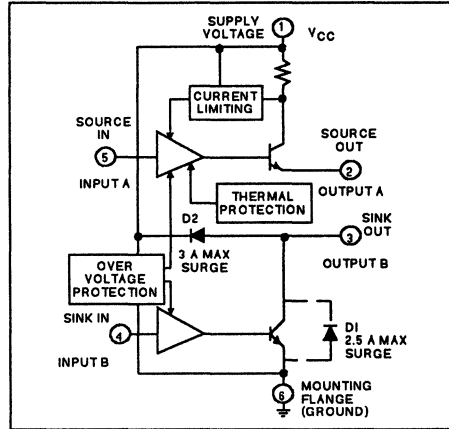 SUPPLY
VOLTAGE
1
VCC
CURRENT
LIMITING
SOURCE
IN
5
INPUT A
SOURCE
OUT
2
OUTPUT A
THERMAL
PROTECTION
D2
3 A MAX
SURGE
SINK
OUT
3
OUTPUT B
OVER
VOLTAGE
PROTECTION
SINK IN
4
INPUT B
D1
2.5 A MAX
SURGE
6
MOUNTING
FLANGE
(GROUND)